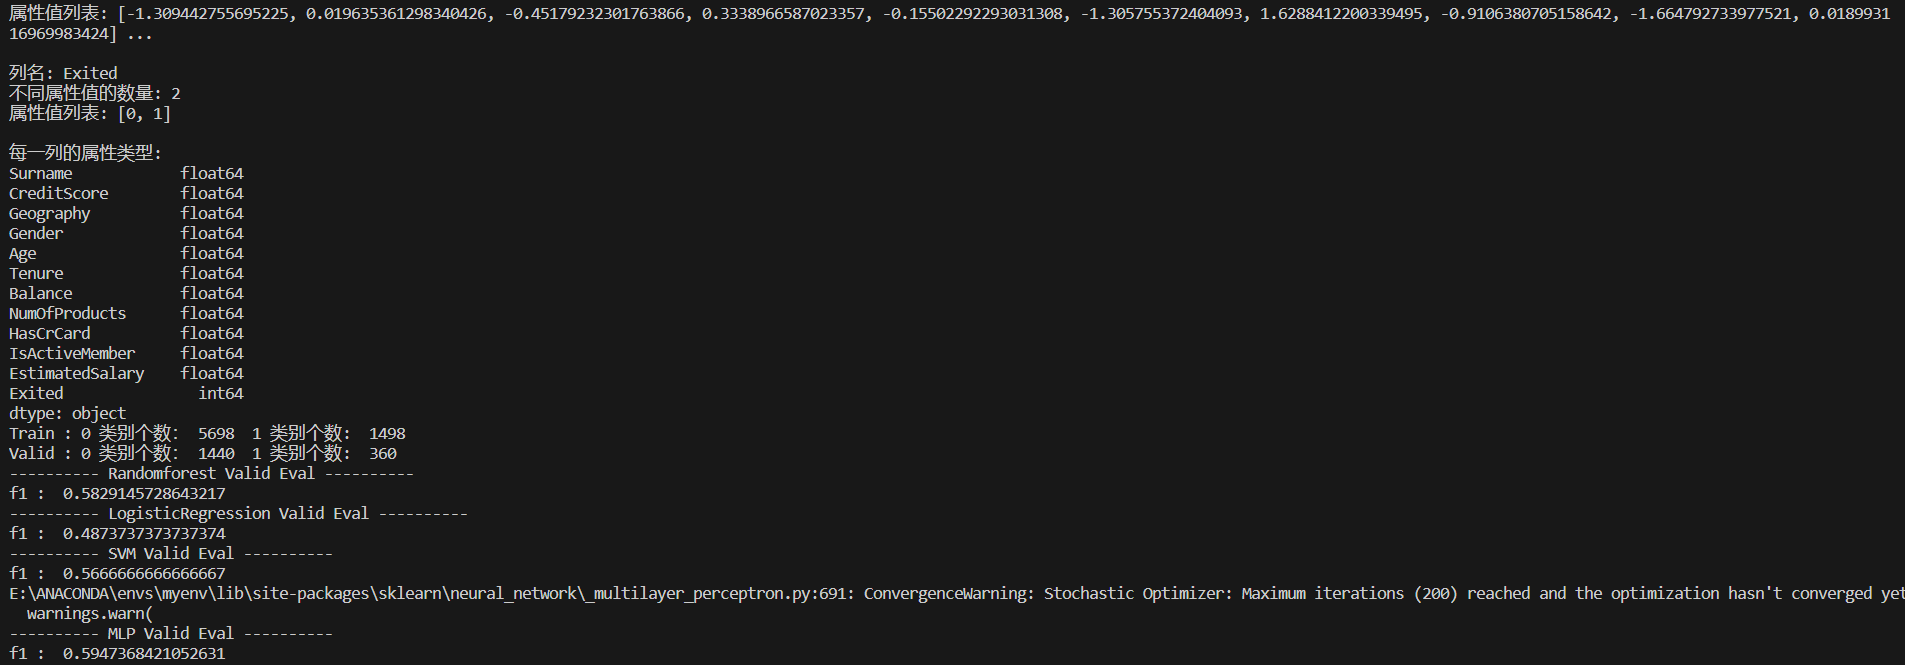 属性值列表: [-1.309442755695225, 0.019635361298340426, -0.45179232301763866, 0.3338966587023357, -0.15502292293031308, -1.305755372404093, 1.6288412200339495, -0.9106380705158642, -1.664792733977521, 0.0189931
16969983424] ...
列名: Exited
不同属性值的数量: 2
属性值列表: [0, 1]
每一列的属性类型:
Surname            float64
CreditScore        float64
Geography          float64
Gender             float64
Age                float64
Tenure             float64
Balance            float64
NumOfProducts      float64
HasCrCard          float64
IsActiveMember     float64
EstimatedSalary    float64
Exited               int64
dtype: object
Train : 0 类别个数:  5698  1 类别个数:  1498
Valid : 0 类别个数:  1440  1 类别个数:  360
---------- Randomforest Valid Eval ----------
f1 :  0.5829145728643217
---------- LogisticRegression Valid Eval ----------
f1 :  0.4873737373737374
---------- SVM Valid Eval ----------
f1 :  0.5666666666666667
E:\ANACONDA\envs\myenv\lib\site-packages\sklearn\neural_network\_multilayer_perceptron.py:691: ConvergenceWarning: Stochastic Optimizer: Maximum iterations (200) reached and the optimization hasn't converged yet
  warnings.warn(
---------- MLP Valid Eval ----------
f1 :  0.5947368421052631